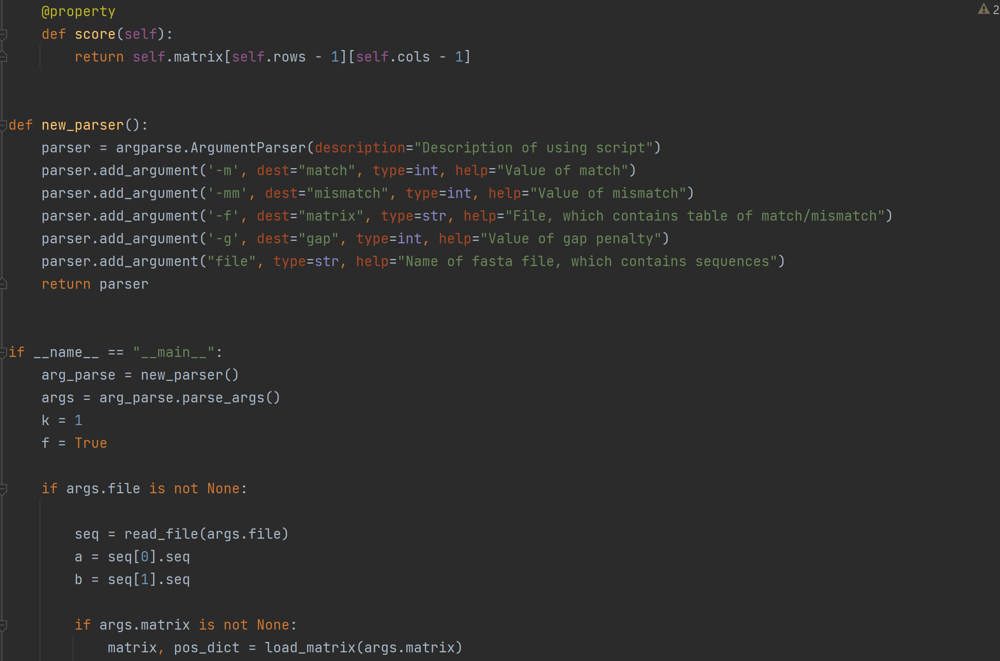 @property
def score(self):
return self.matrix[self.rows - 1][self.cols - 1]
def new_parser():
parser = argparse.ArgumentParser(description="Description of using script")
parser.add_argument('-m', dest="match", type=int, help="Value of match")
parser.add_argument('-mm', dest="mismatch", type=int, help="Value of mismatch")
parser.add_argument('-f', dest="matrix", type=str, help="File, which contains table of match/mismatch")
parser.add_argument('-g', dest="gap", type=int, help="Value of gap penalty")
parser.add_argument("file", type=str, help="Name of fasta file, which contains sequences")
return parser
if __name__ == "__main__":
arg_parse = new_parser()
args = arg_parse.parse_args()
k = 1
f = True
if args.file is not None:
seq = read_file(args.file)
a = seq[0].seq
b = seq[1].seq
if args.matrix is not None:
matrix, pos_dict = load_matrix(args.matrix)
2